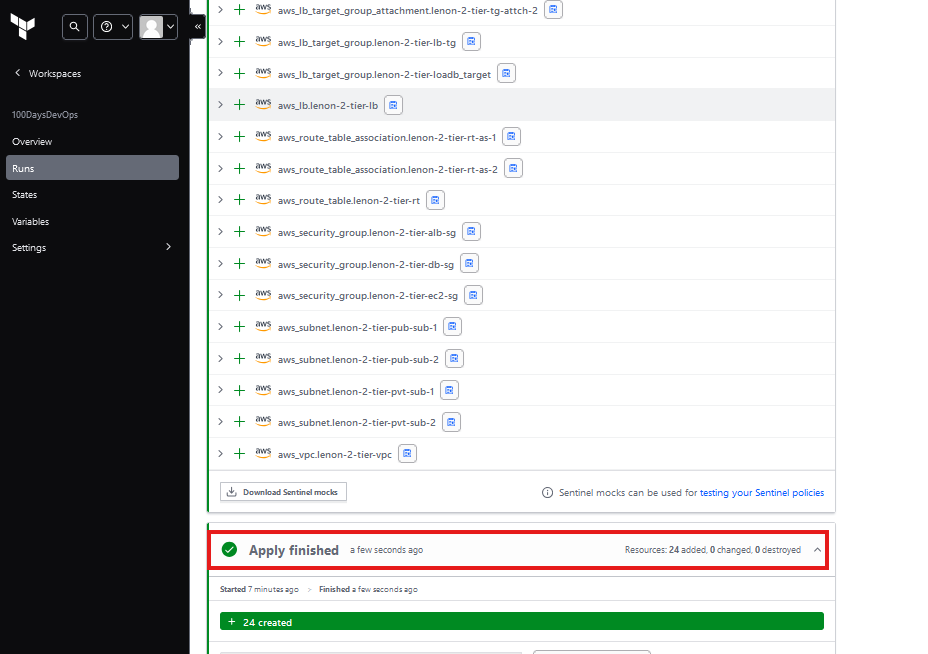 aws aws_lb_target_group_attachment.lenon-2-tier-tg-attch-2
aws aws_lb_target_group.lenon-2-tier-lb-tg
aws aws_lb_target_group.lenon-2-tier-loadb_target
aws aws_lb.lenon-2-tier-lb
aws aws_route_table_association.lenon-2-tier-rt-as-1
aws aws_route_table_association.lenon-2-tier-rt-as-2
aws aws_route_table.lenon-2-tier-rt
aws aws_security_group.lenon-2-tier-alb-sg
aws aws_security_group.lenon-2-tier-db-sg
aws aws_security_group.lenon-2-tier-ec2-sg
aws aws_subnet.lenon-2-tier-pub-sub-1
aws aws_subnet.lenon-2-tier-pub-sub-2
aws aws_subnet.lenon-2-tier-pvt-sub-1
aws aws_subnet.lenon-2-tier-pvt-sub-2
aws aws_vpc.lenon-2-tier-vpc
Workspaces
100DaysDevOps
Overview
Runs
States
Variables
Settings
Download Sentinel mocks
Sentinel mocks can be used for testing your Sentinel policies
Apply finished a few seconds ago
Resources: 24 added, 0 changed, 0 destroyed
Started 7 minutes ago > Finished a few seconds ago
+ 24 created